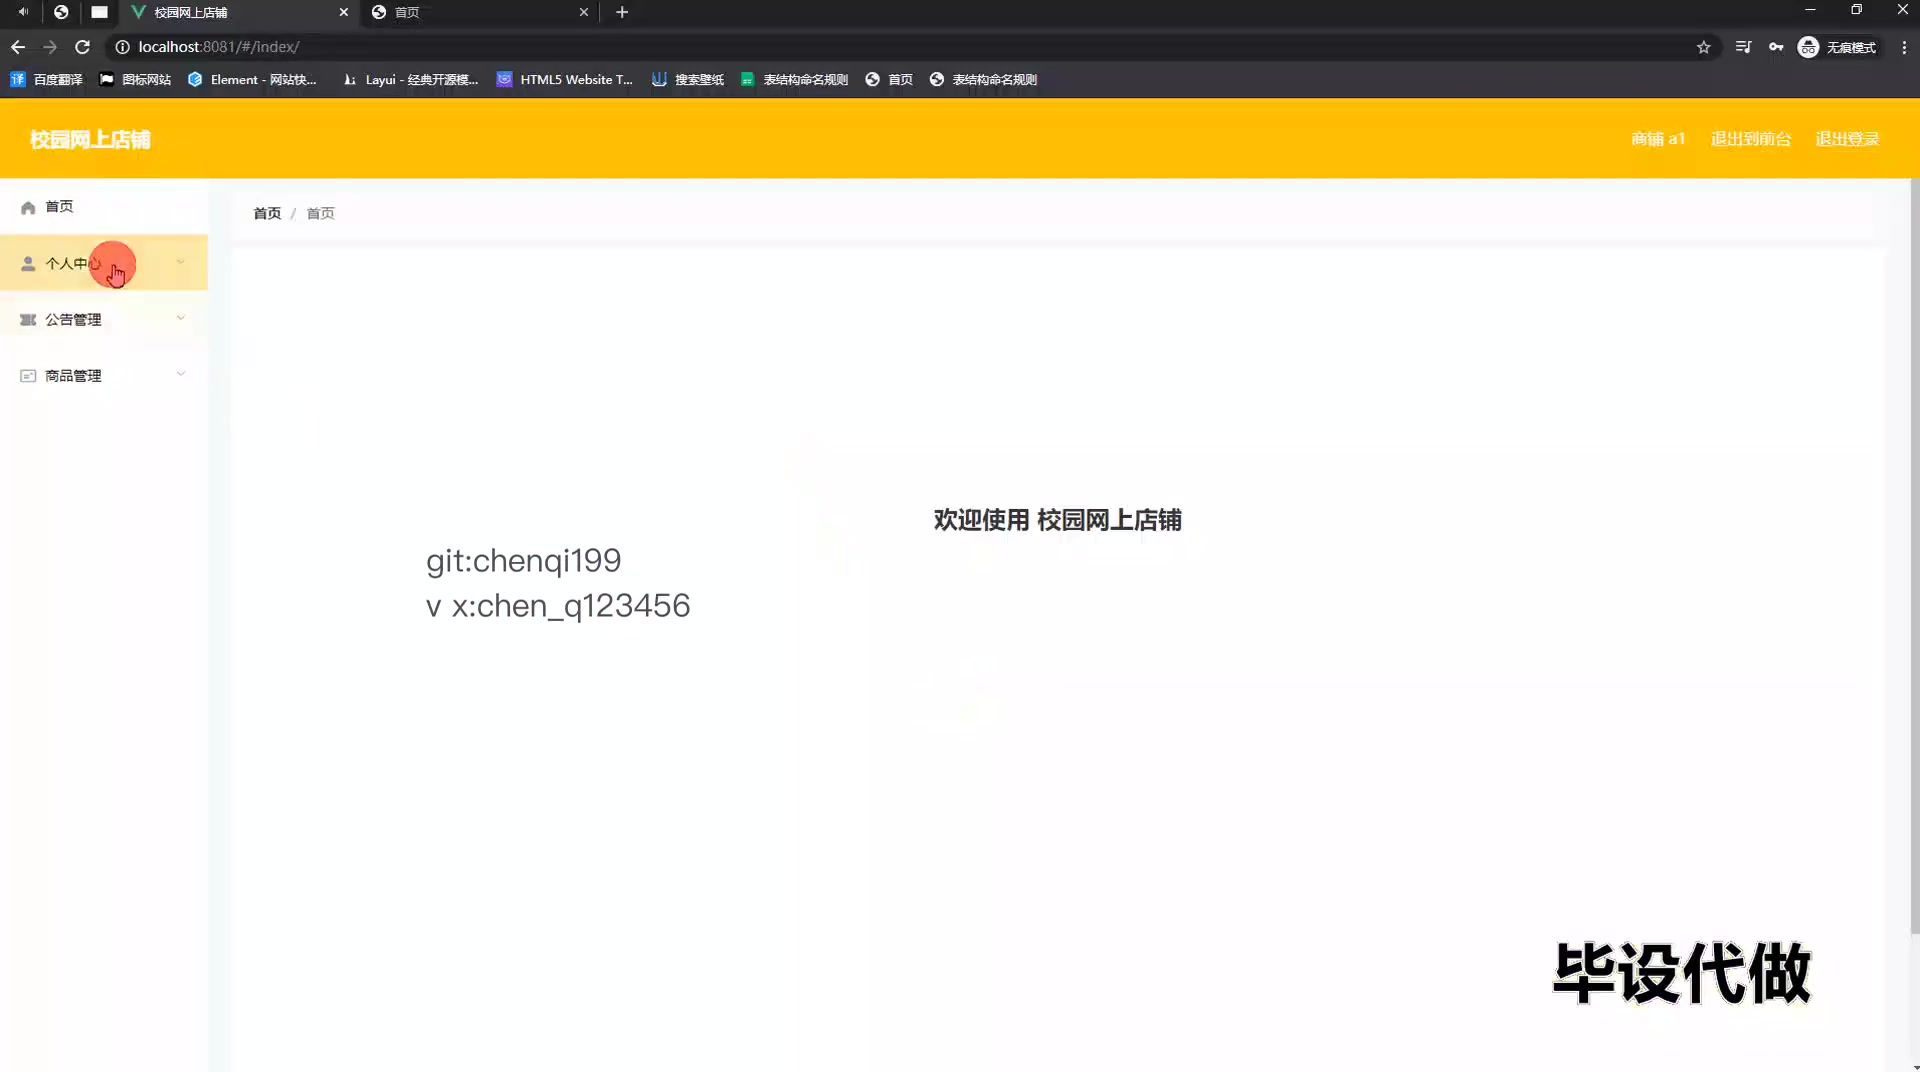 校园网上店铺
首页
localhost:8081/#/index/
无痕模式
百度翻译
图标网站
Element - 网站快...
Layui - 经典开源模...
HTML5 Website T...
搜索壁纸
表结构命名规则
首页
表结构命名规则
校园网上店铺
商铺 a1
退出到前台
退出登录
首页
个人中心
公告管理
商品管理
首页 / 首页
欢迎使用 校园网上店铺
git:chenqi199
v x:chen_q123456
毕设代做